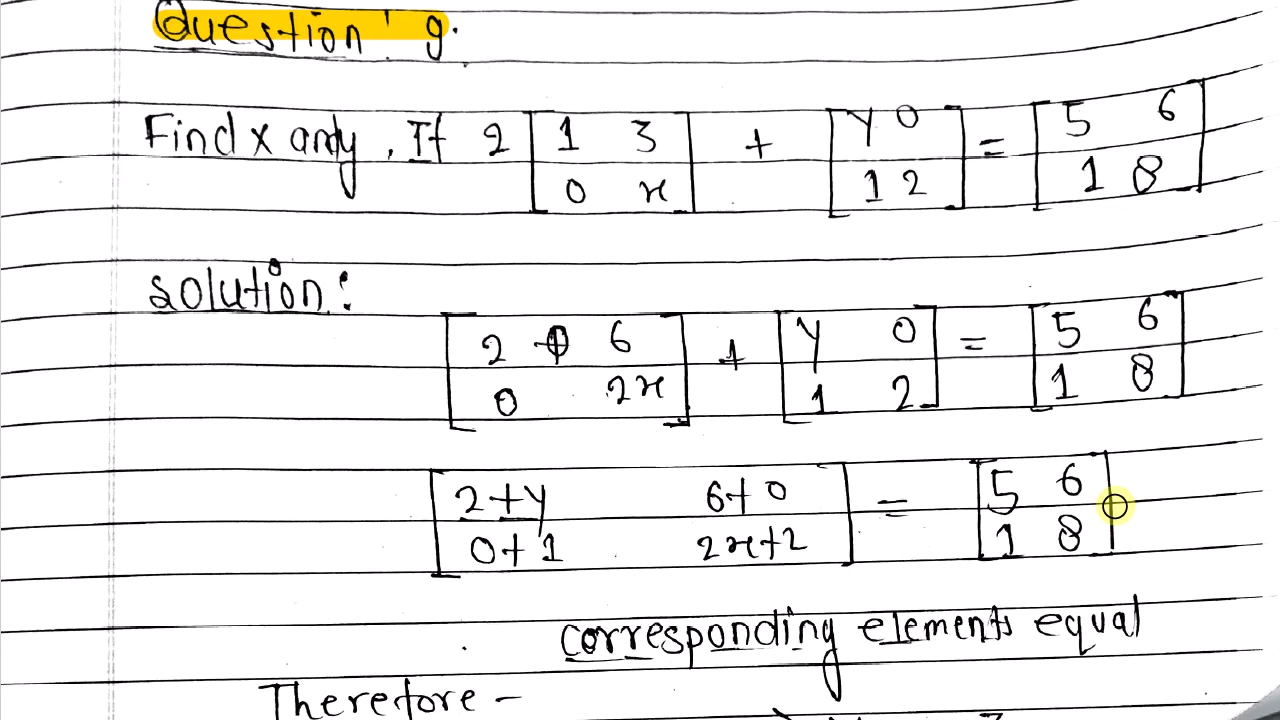 Question 9.
Find x and y, If 2 [1 3 + [y 0 = [5 6
0 x] 1 2] 1 8]
solution:
[2 6 + [y 0 = [5 6
0 2x] 1 2] 1 8]
[2+y 6+0 = [5 6
0+1 2x+2] 1 8]
corresponding elements equal
Therefore -